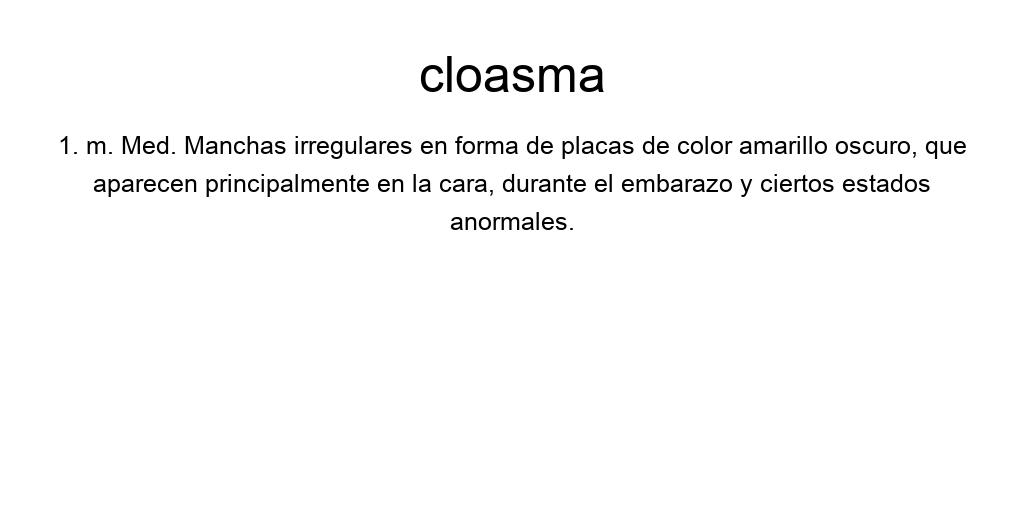 cloasma
1. m. Med. Manchas irregulares en forma de placas de color amarillo oscuro, que
aparecen principalmente en la cara, durante el embarazo y ciertos estados
anormales.